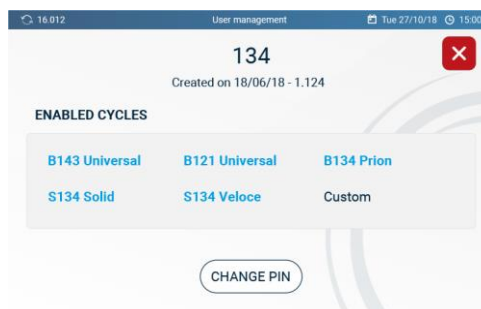 16.012 User management Tue 27/10/18 15:00
134
Created on 18/06/18 - 1.124
ENABLED CYCLES
B143 Universal B121 Universal B134 Prion
S134 Solid S134 Veloce Custom
CHANGE PIN